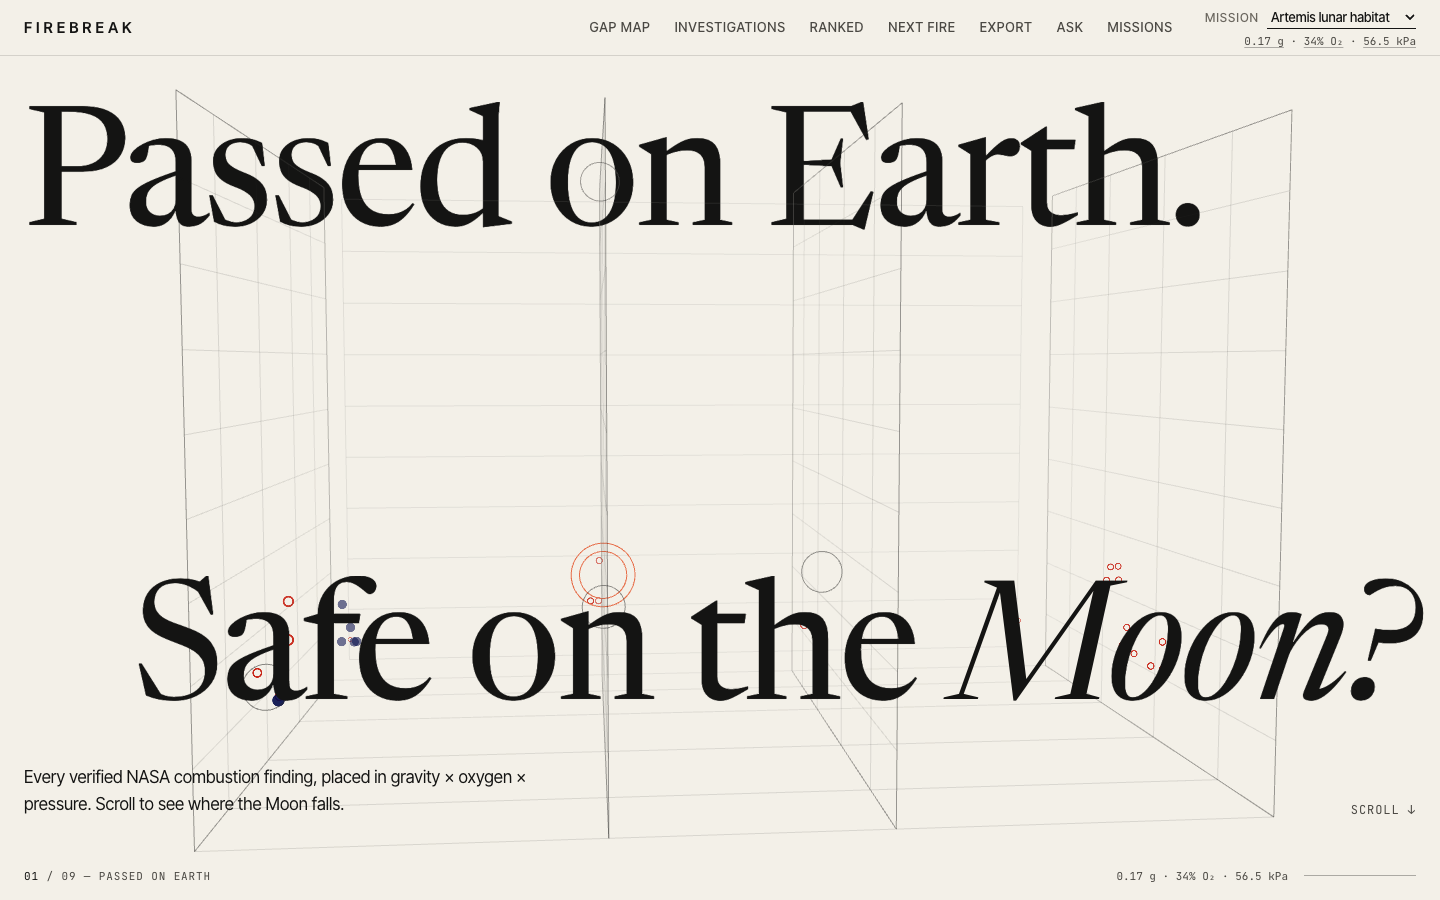 FIREBREAK
GAP MAP INVESTIGATIONS RANKED NEXT FIRE EXPORT ASK MISSIONS
MISSION Artemis lunar habitat
0.17 g · 34% O₂ · 56.5 kPa
Passed on Earth.
Safe on the Moon?
Every verified NASA combustion finding, placed in gravity × oxygen ×
pressure. Scroll to see where the Moon falls.
SCROLL ↓
01 / 09 — PASSED ON EARTH
0.17 g · 34% O₂ · 56.5 kPa